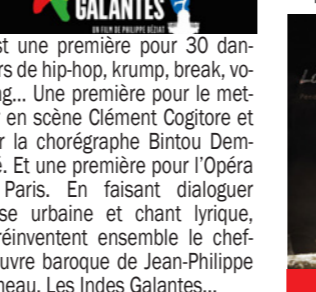 GALANTES
UN FILM DE PHILIPPE BÉZIAT
st une première pour 30 dan-
rs de hip-hop, krump, break, vo-
ng... Une première pour le met-
en scène Clément Cogitore et
r la chorégraphe Bintou Dem-
é. Et une première pour l'Opéra
Paris. En faisant dialoguer
se urbaine et chant lyrique,
réinventent ensemble le chef-
uvre baroque de Jean-Philippe
meau, Les Indes Galantes...